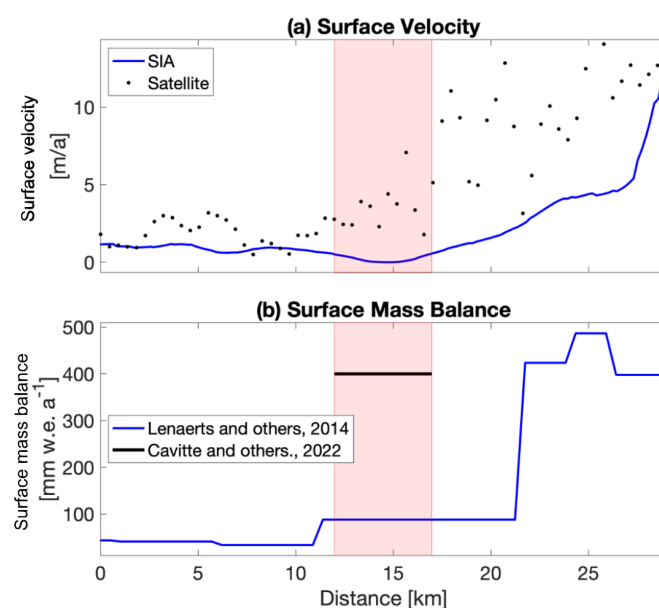 (a) Surface Velocity
SIA
Satellite
Surface velocity
[m/a]
10
5
0
(b) Surface Mass Balance
Surface mass balance
[mm w.e. a-1]
500
400
300
200
100
Lenaerts and others, 2014
Cavitte and others., 2022
0 5 10 15 20 25
Distance [km]